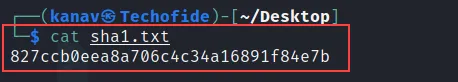 ┌──(kanav㉿Techofide)-[~/Desktop]
└─$ cat sha1.txt
827ccb0eea8a706c4c34a16891f84e7b